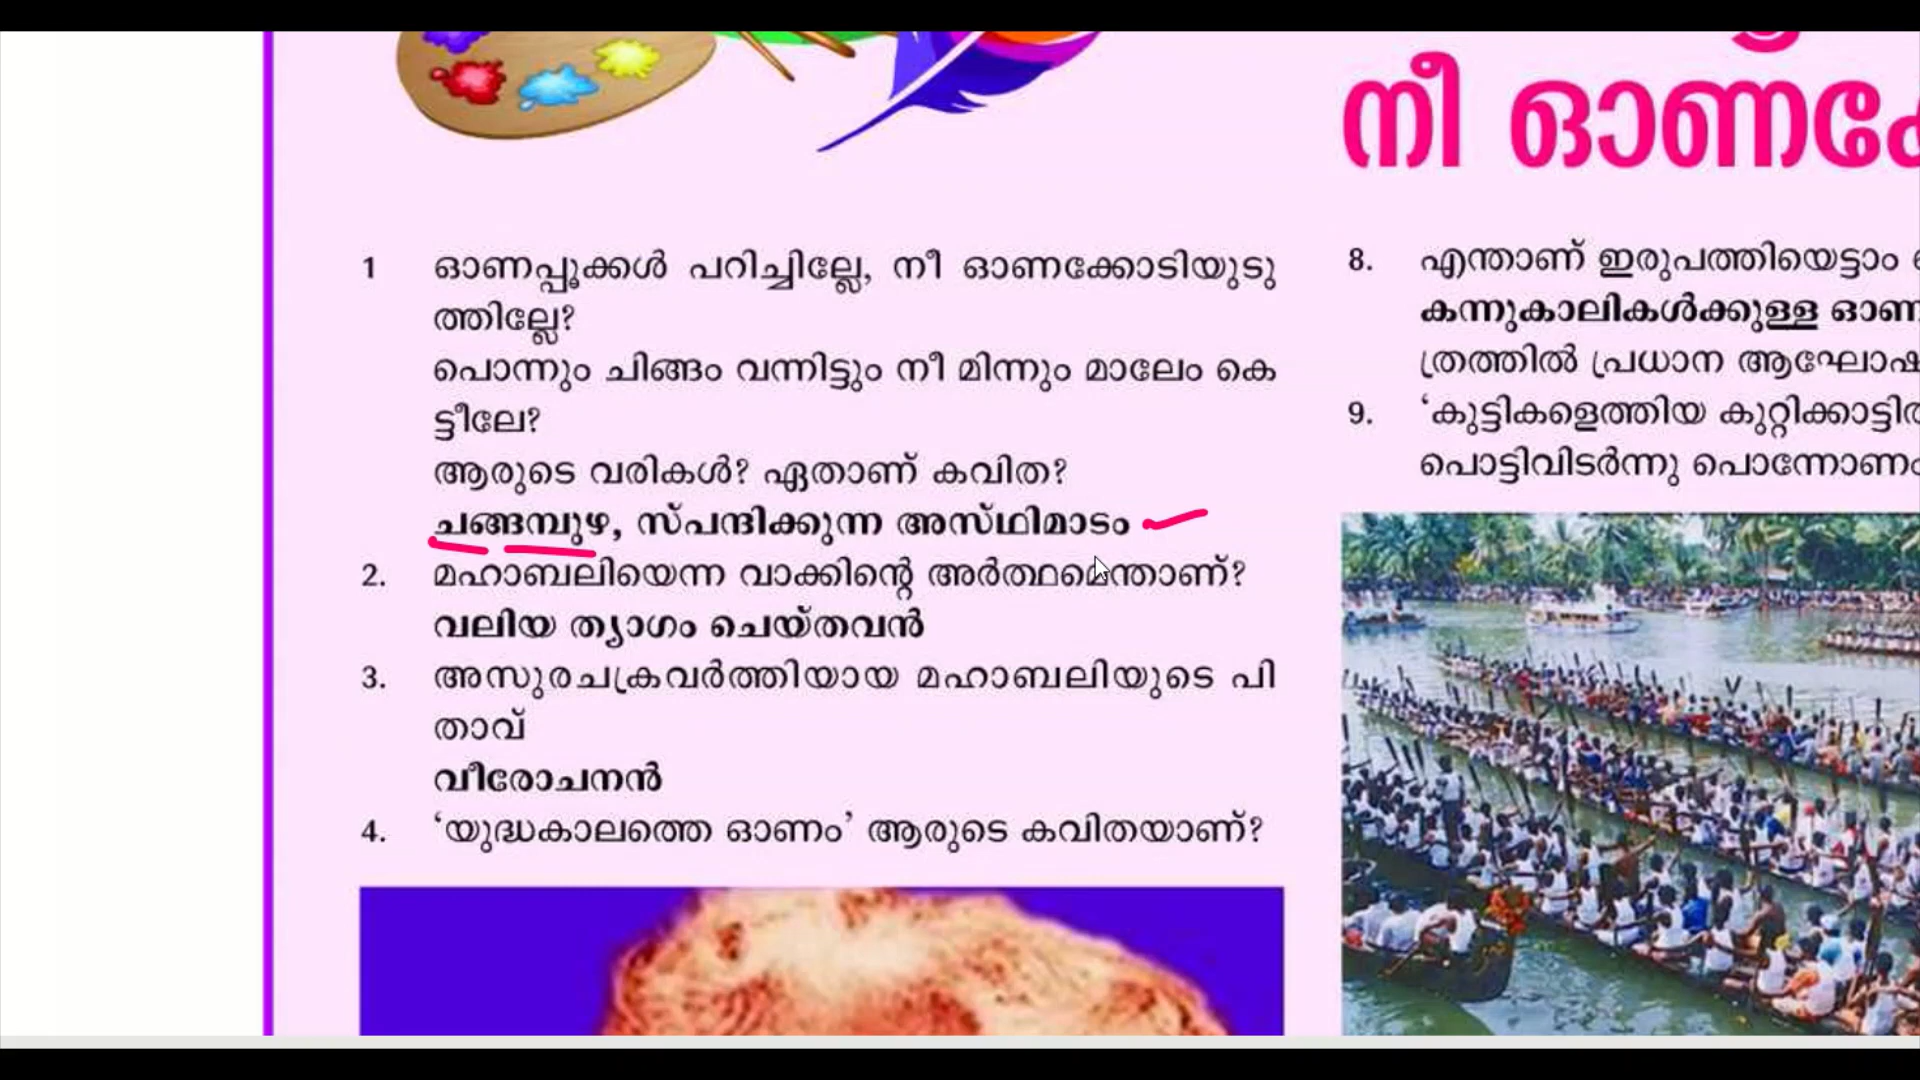 നീ ഓണക്കോ
1 ഓണപ്പൂക്കൾ പറിച്ചില്ലേ, നീ ഓണക്കോടിയുടു
ത്തില്ലേ?
പൊന്നും ചിങ്ങം വന്നിട്ടും നീ മിന്നും മാലേം കെ
ട്ടീലേ?
ആരുടെ വരികൾ? ഏതാണ് കവിത?
ചങ്ങമ്പുഴ, സ്പന്ദിക്കുന്ന അസ്ഥിമാടം
2. മഹാബലിയെന്ന വാക്കിന്റെ അർത്ഥമെന്താണ്?
വലിയ ത്യാഗം ചെയ്തവൻ
3. അസുരചക്രവർത്തിയായ മഹാബലിയുടെ പി
താവ്
വീരോചനൻ
4. ‘യുദ്ധകാലത്തെ ഓണം’ ആരുടെ കവിതയാണ്?
8. എന്താണ് ഇരുപത്തിയെട്ടാം
കന്നുകാലികൾക്കുള്ള ഓണ
ത്രത്തിൽ പ്രധാന ആഘോഷ
9. ‘കുട്ടികളെത്തിയ കുറ്റിക്കാട്ടിൽ
പൊട്ടിവിടർന്നു പൊന്നോണം